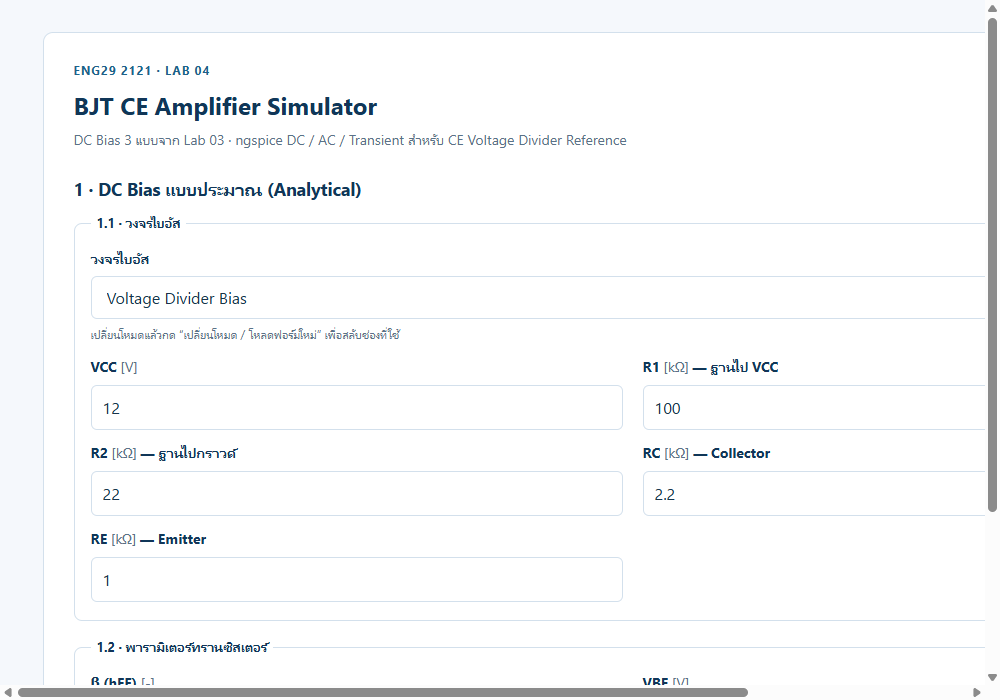 ENG29 2121 · LAB 04
BJT CE Amplifier Simulator
DC Bias 3 แบบจาก Lab 03 · ngspice DC / AC / Transient สำหรับ CE Voltage Divider Reference
1 · DC Bias แบบประมาณ (Analytical)
1.1 · วงจรไบอัส
วงจรไบอัส
Voltage Divider Bias
เปลี่ยนโหมดแล้วกด "เปลี่ยนโหมด / โหลดฟอร์มใหม่" เพื่อสลับช่องที่ใช้
VCC [V]
12
R1 [kΩ] — ฐานไป VCC
100
R2 [kΩ] — ฐานไปกราวด์
22
RC [kΩ] — Collector
2.2
RE [kΩ] — Emitter
1
1.2 · พารามิเตอร์ทรานซิสเตอร์
β (hFE) [-]
VBE [V]